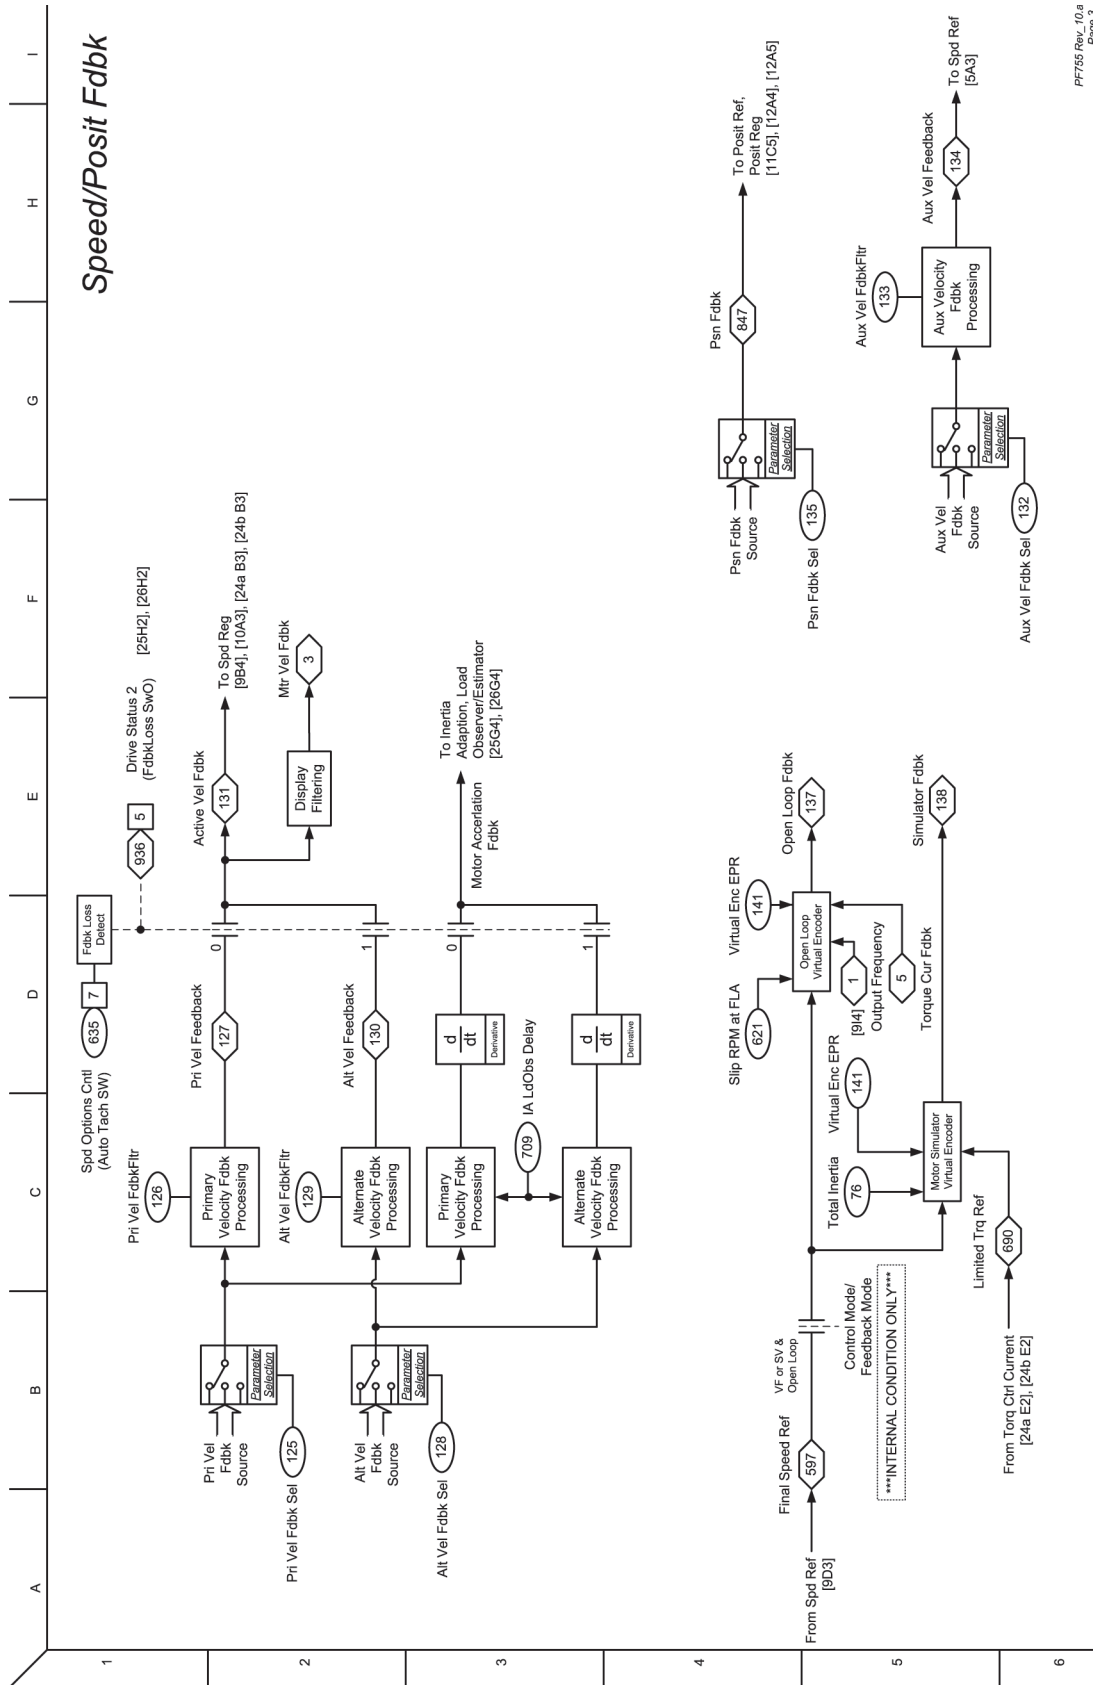 Speed/Posit Fdbk
A
B
C
D
E
F
G
H
I
1
2
3
4
5
6
Spd Options Cntl
(Auto Tach SW)
635
7
Fdbk Loss
Detect
936
5
Drive Status 2
(FdbkLoss SwO)
[25H2], [26H2]
Pri Vel
Fdbk
Source
Parameter
Selection
125
Pri Vel Fdbk Sel
Pri Vel FdbkFltr
126
Primary
Velocity Fdbk
Processing
Pri Vel Feedback
127
0
Active Vel Fdbk
131
To Spd Reg
[9B4], [10A3], [24a B3], [24b B3]
Display
Filtering
Mtr Vel Fdbk
3
Alt Vel
Fdbk
Source
Parameter
Selection
128
Alt Vel Fdbk Sel
Alt Vel FdbkFltr
129
Alternate
Velocity Fdbk
Processing
Alt Vel Feedback
130
1
Primary
Velocity Fdbk
Processing
d
dt
Derivative
0
Motor Accerlation
Fdbk
To Inertia
Adaption, Load
Observer/Estimator
[25G4], [26G4]
709
IA LdObs Delay
Alternate
Velocity Fdbk
Processing
d
dt
Derivative
1
Psn Fdbk
Source
Parameter
Selection
135
Psn Fdbk Sel
Psn Fdbk
847
To Posit Ref,
Posit Reg
[11C5], [12A4], [12A5]
Aux Vel
Fdbk
Source
Parameter
Selection
132
Aux Vel Fdbk Sel
Aux Vel FdbkFltr
133
Aux Velocity
Fdbk
Processing
Aux Vel Feedback
134
To Spd Ref
[5A3]
From Spd Ref
[9D3]
Final Speed Ref
597
VF or SV &
Open Loop
Control Mode/
Feedback Mode
***INTERNAL CONDITION ONLY***
Slip RPM at FLA
621
Virtual Enc EPR
141
Open Loop
Virtual Encoder
Open Loop Fdbk
137
1
[9I4]
Output Frequency
5
Torque Cur Fdbk
Total Inertia
76
Virtual Enc EPR
141
Motor Simulator
Virtual Encoder
Simulator Fdbk
138
Limited Trq Ref
690
From Torq Ctrl Current
[24a E2], [24b E2]
PF755 Rev_10.a
Page 3